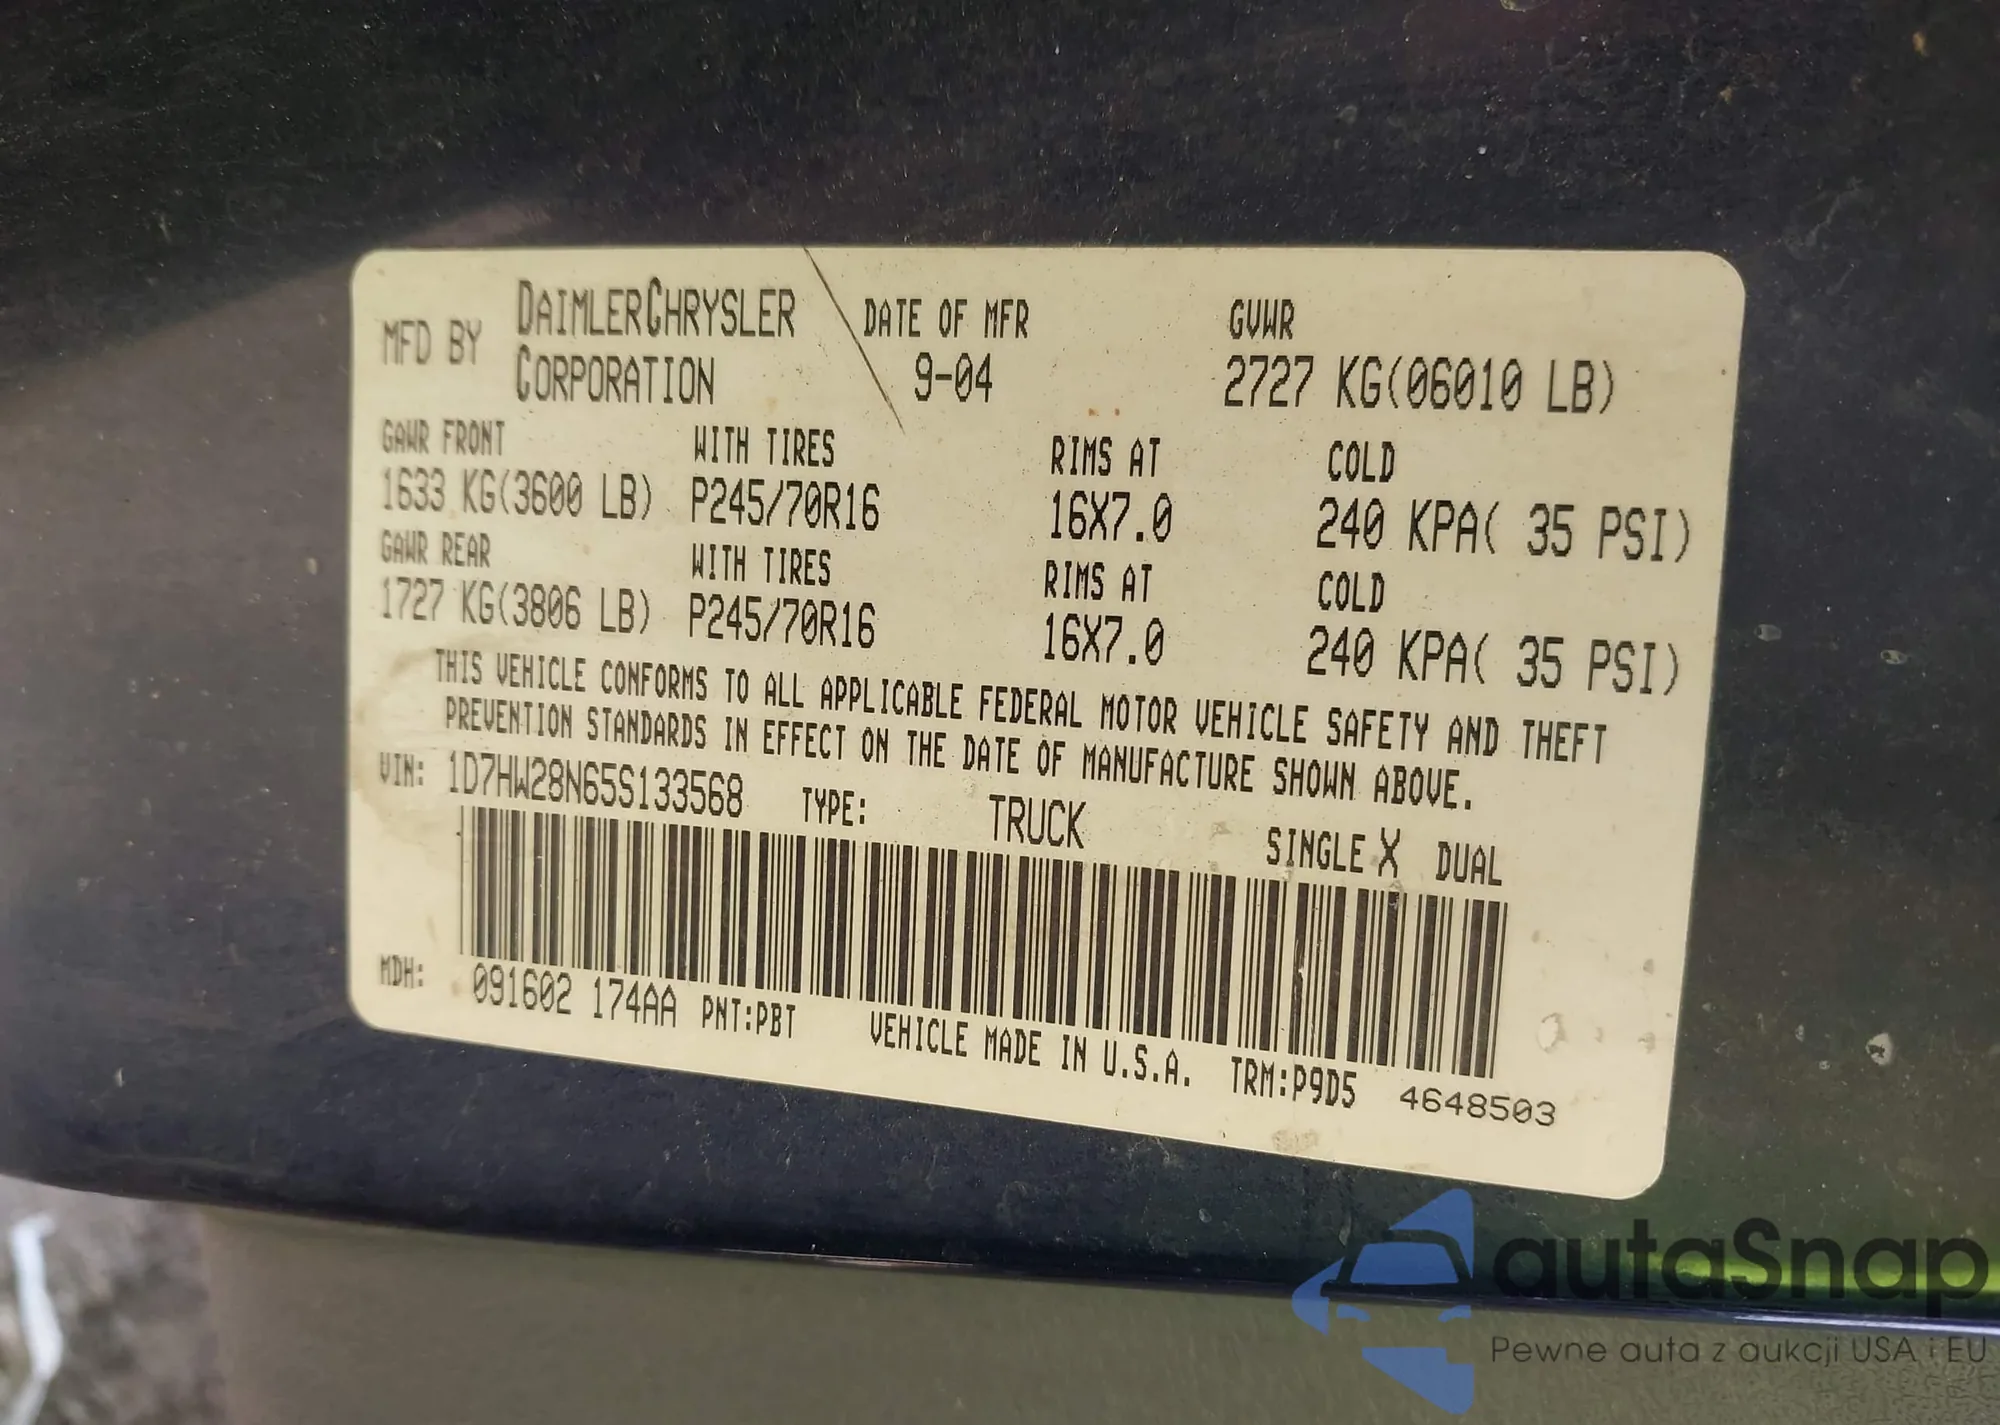 MFD BY DAIMLERCHRYSLER CORPORATION
DATE OF MFR
9-04
GVWR
2727 KG(06010 LB)
GAWR FRONT WITH TIRES RIMS AT COLD
1633 KG(3600 LB) P245/70R16 16X7.0 240 KPA( 35 PSI)
GAWR REAR WITH TIRES RIMS AT COLD
1727 KG(3806 LB) P245/70R16 16X7.0 240 KPA( 35 PSI)
THIS VEHICLE CONFORMS TO ALL APPLICABLE FEDERAL MOTOR VEHICLE SAFETY AND THEFT
PREVENTION STANDARDS IN EFFECT ON THE DATE OF MANUFACTURE SHOWN ABOVE.
VIN: 1D7HW28N65S133568 TYPE: TRUCK SINGLE X DUAL
MDH: 091602 174AA PNT:PBT VEHICLE MADE IN U.S.A. TRM:P9D5 4648503
autaSnap
Pewne auta z aukcji USA i EU